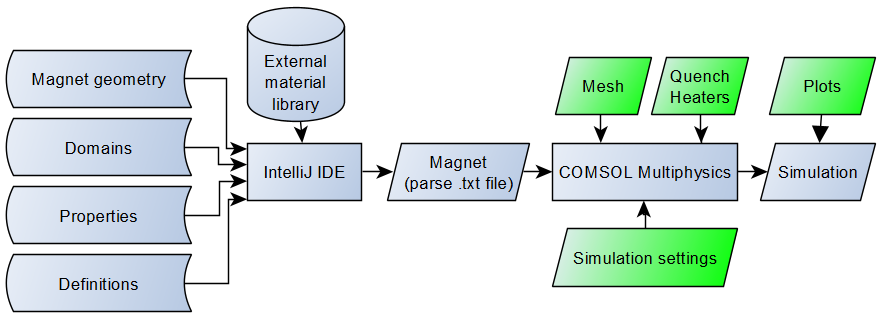 Magnet geometry
Domains
Properties
Definitions
External
material
library
IntelliJ IDE
Magnet
(parse .txt file)
Mesh
Quench
Heaters
COMSOL Multiphysics
Simulation settings
Plots
Simulation